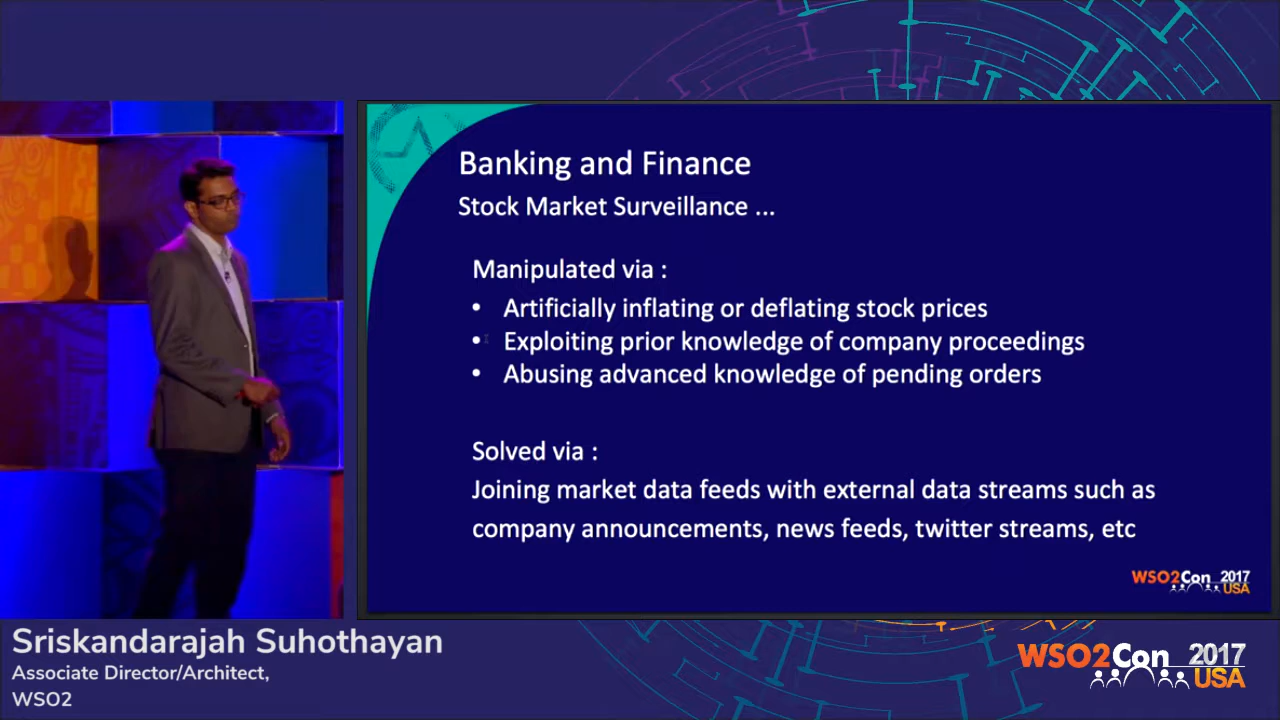 Banking and Finance
Stock Market Surveillance ...
Manipulated via :
• Artificially inflating or deflating stock prices
• Exploiting prior knowledge of company proceedings
• Abusing advanced knowledge of pending orders
Solved via :
Joining market data feeds with external data streams such as
company announcements, news feeds, twitter streams, etc
WSO2Con 2017
USA
Sriskandarajah Suhothayan
Associate Director/Architect,
WSO2
WSO2Con 2017
USA